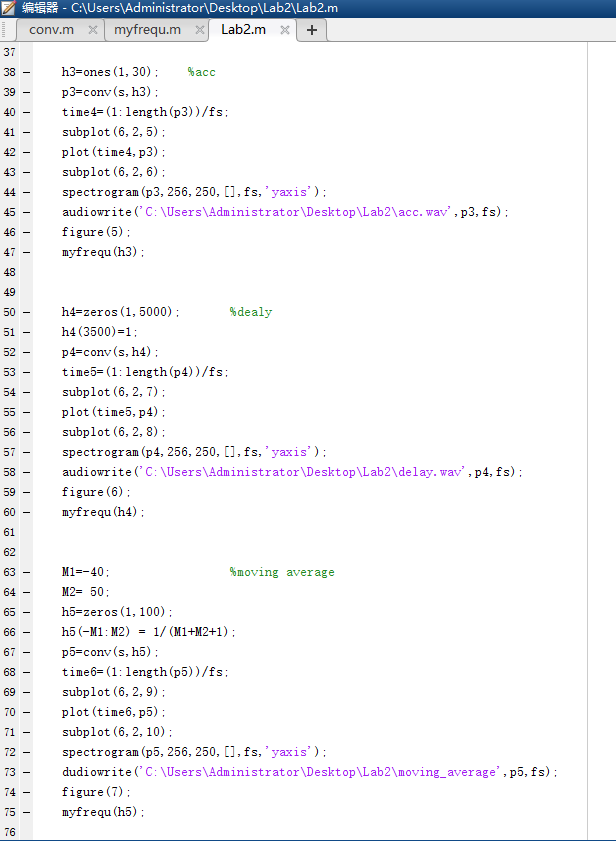 编辑器 - C:\Users\Administrator\Desktop\Lab2\Lab2.m
conv.m × myfrequ.m × Lab2.m × +
37
38 — h3=ones(1,30); %acc
39 — p3=conv(s,h3);
40 — time4=(1:length(p3))/fs;
41 — subplot(6,2,5);
42 — plot(time4,p3);
43 — subplot(6,2,6);
44 — spectrogram(p3,256,250,[],fs,'yaxis');
45 — audiowrite('C:\Users\Administrator\Desktop\Lab2\acc.wav',p3,fs);
46 — figure(5);
47 — myfrequ(h3);
48
49
50 — h4=zeros(1,5000); %dealy
51 — h4(3500)=1;
52 — p4=conv(s,h4);
53 — time5=(1:length(p4))/fs;
54 — subplot(6,2,7);
55 — plot(time5,p4);
56 — subplot(6,2,8);
57 — spectrogram(p4,256,250,[],fs,'yaxis');
58 — audiowrite('C:\Users\Administrator\Desktop\Lab2\delay.wav',p4,fs);
59 — figure(6);
60 — myfrequ(h4);
61
62
63 — M1=-40; %moving average
64 — M2= 50;
65 — h5=zeros(1,100);
66 — h5(-M1:M2) = 1/(M1+M2+1);
67 — p5=conv(s,h5);
68 — time6=(1:length(p5))/fs;
69 — subplot(6,2,9);
70 — plot(time6,p5);
71 — subplot(6,2,10);
72 — spectrogram(p5,256,250,[],fs,'yaxis');
73 — dudiowrite('C:\Users\Administrator\Desktop\Lab2\moving_average',p5,fs);
74 — figure(7);
75 — myfrequ(h5);
76